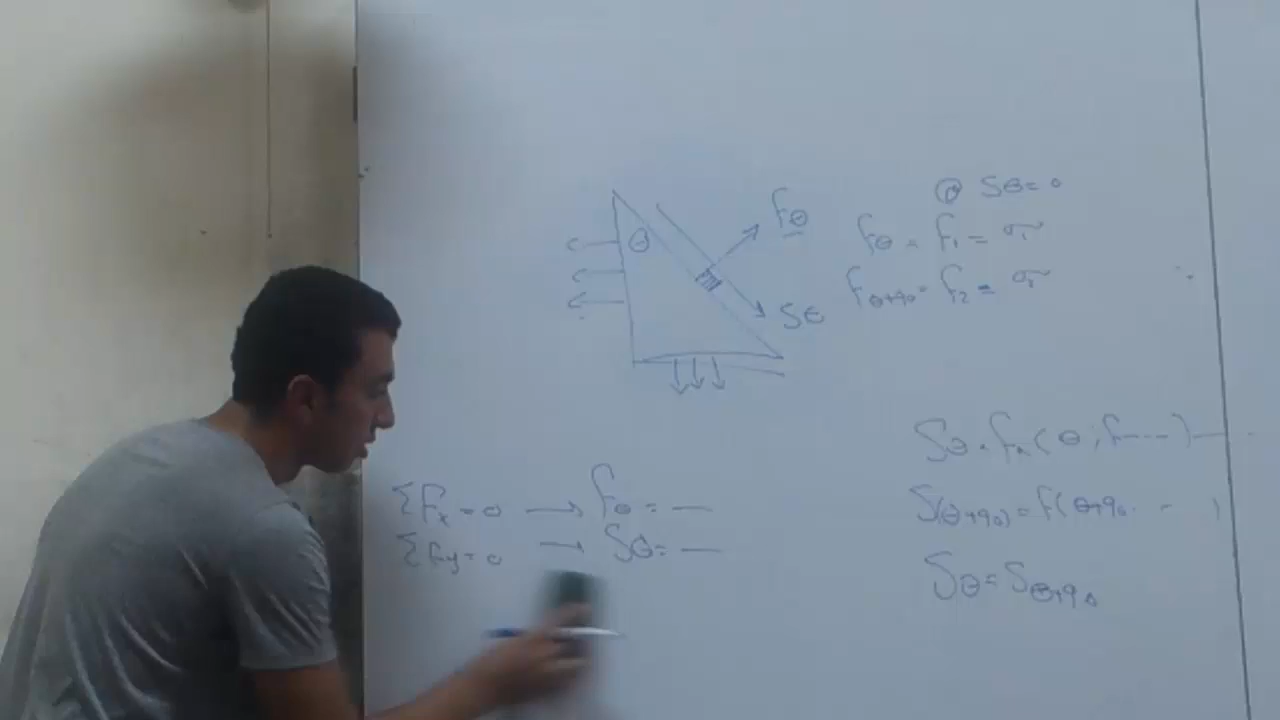 @ Sθ = 0
fθ
θ
fθ = f1 = σ1
fθ+90 = f2 = σ2
Sθ
Sθ = fn(θ, f----)
ΣFx = 0 → fθ = —
S(θ+90) = f(θ+90 - - )
ΣFy = 0 → Sθ = —
Sθ = Sθ+90